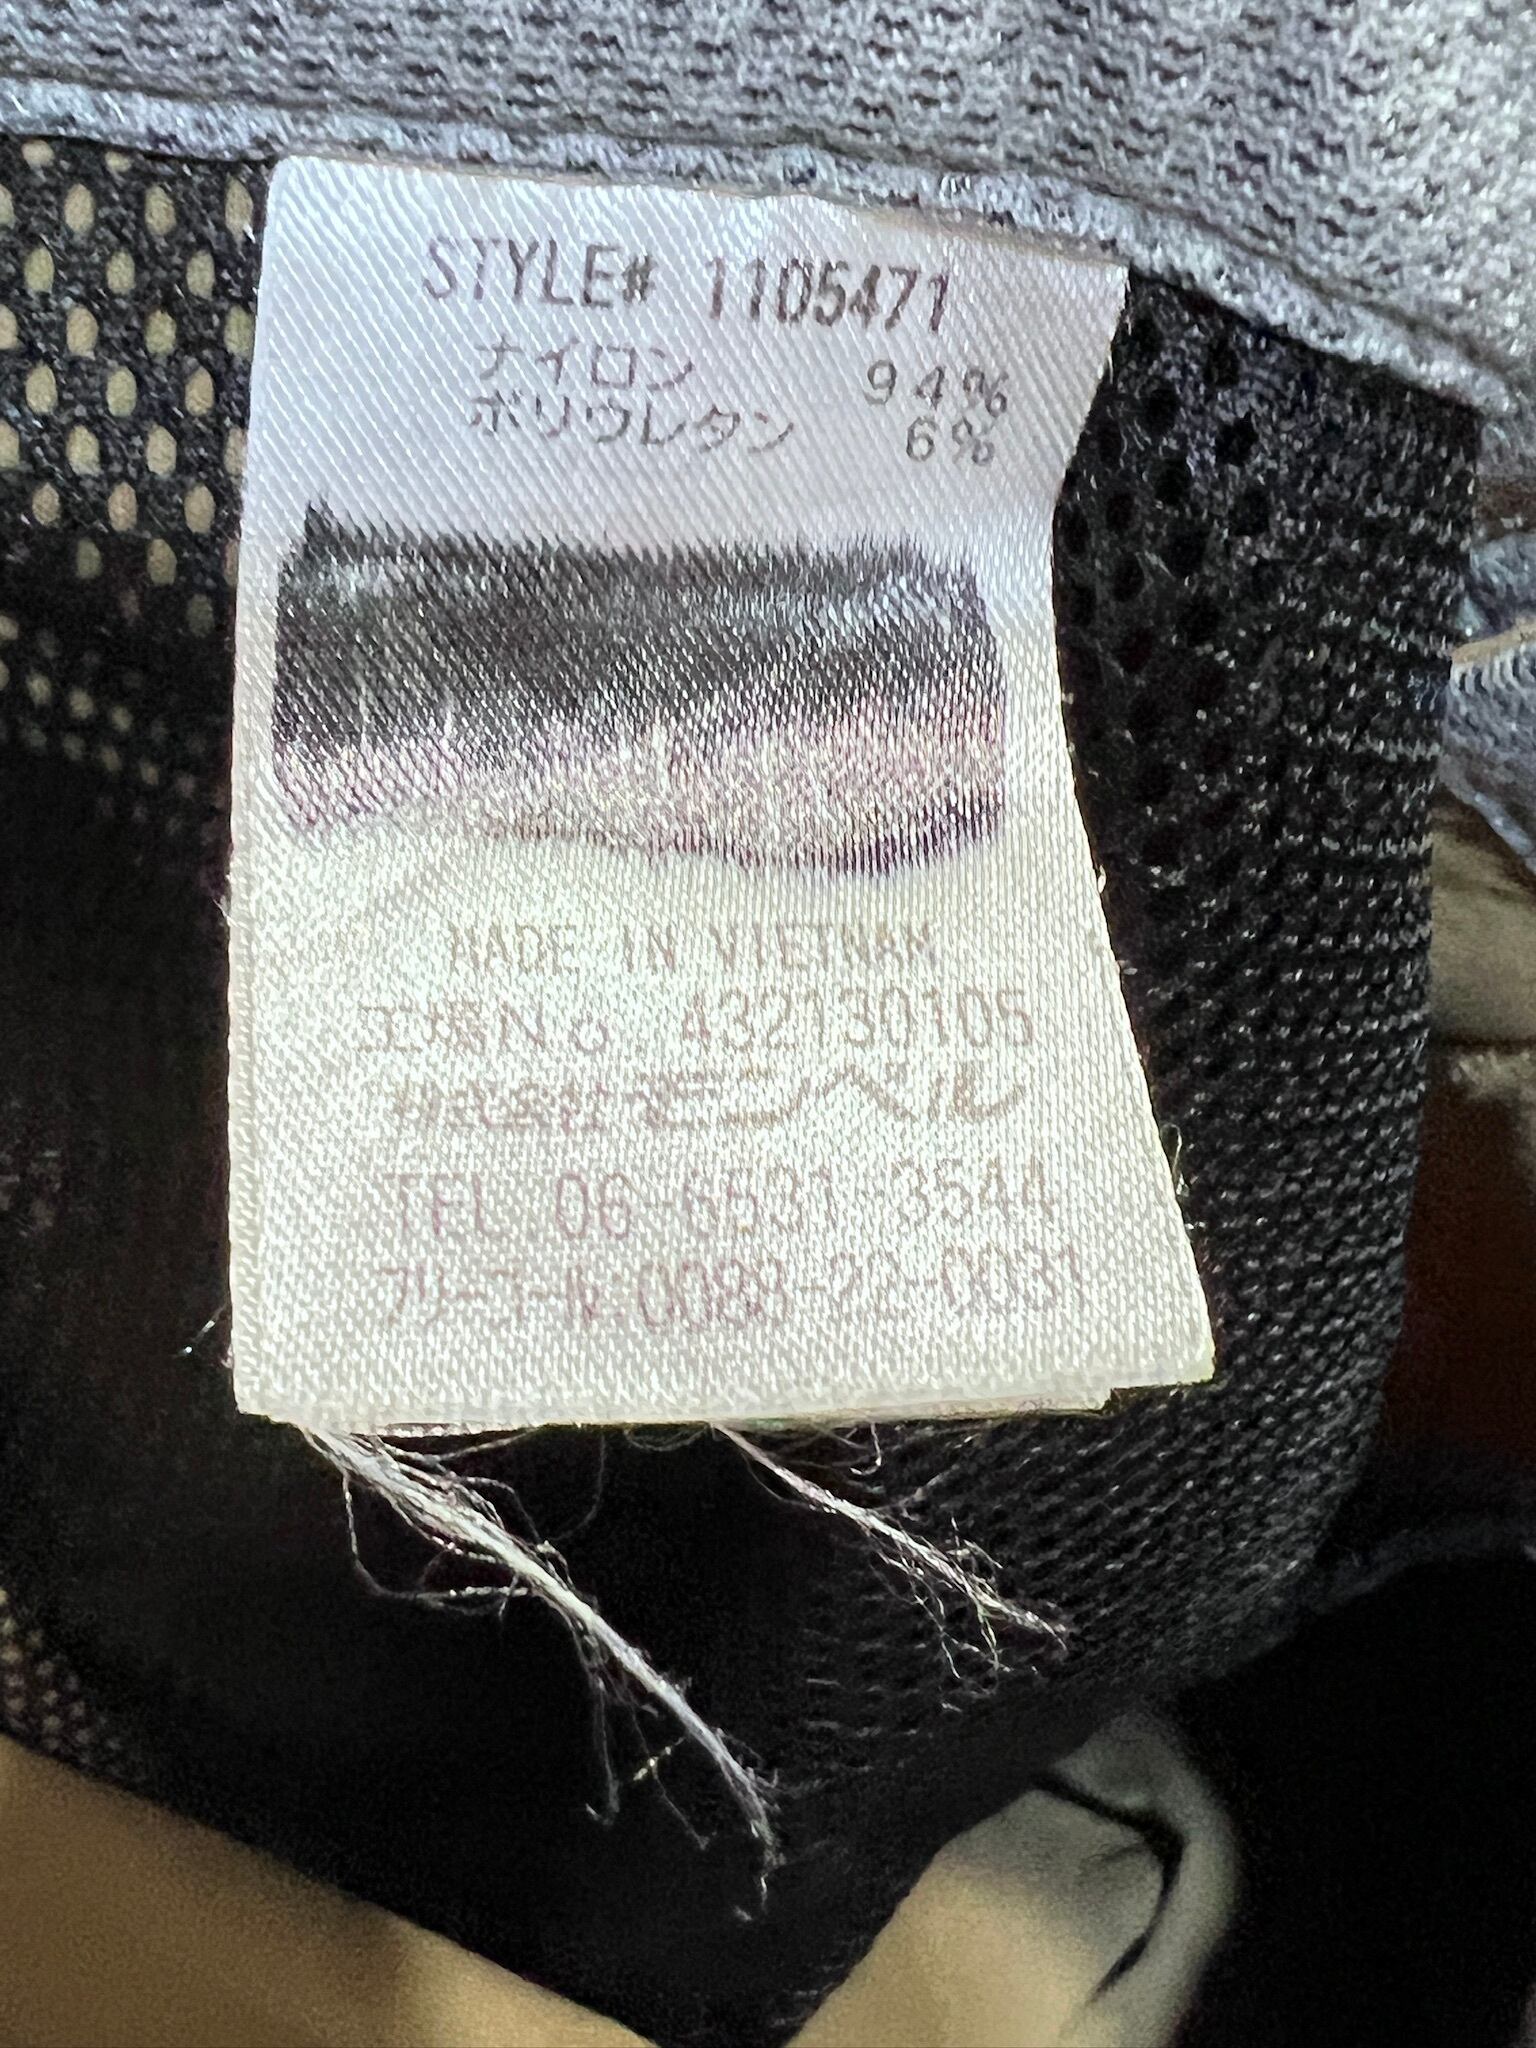 STYLE# 1105471
ナイロン 94%
ポリウレタン 6%
MADE IN VIETNAM
工場No 432130105
株式会社モンベル
TEL 06-6531-3544
フリーコール:0088-22-0031